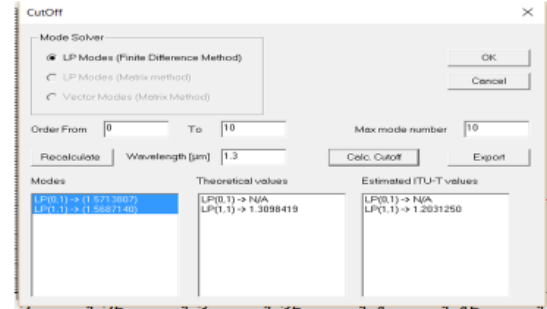 CutOff
Mode Solver
LP Modes (Finite Difference Method)
LP Modes (Matrix method)
Vector Modes (Matrix Method)
OK
Cancel
Order From 0 To 10 Max mode number 10
Recalculate Wavelength [µm] 1.3 Calc. Cutoff Export
Modes Theoretical values Estimated ITU-T values
LP(0,1) -> (1.5713807) LP(0,1) -> N/A LP(0,1) -> N/A
LP(1,1) -> (1.5687140) LP(1,1) -> 1.3098419 LP(1,1) -> 1.2031250